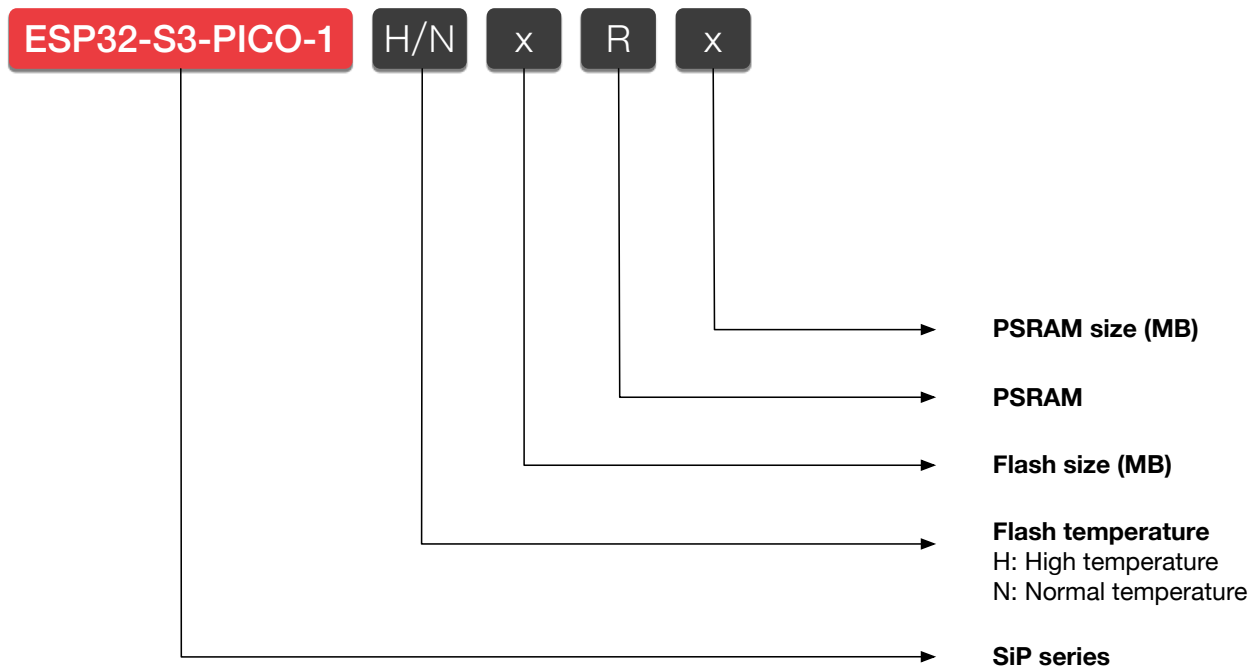 ESP32-S3-PICO-1 H/N x R x
PSRAM size (MB)
PSRAM
Flash size (MB)
Flash temperature
H: High temperature
N: Normal temperature
SiP series